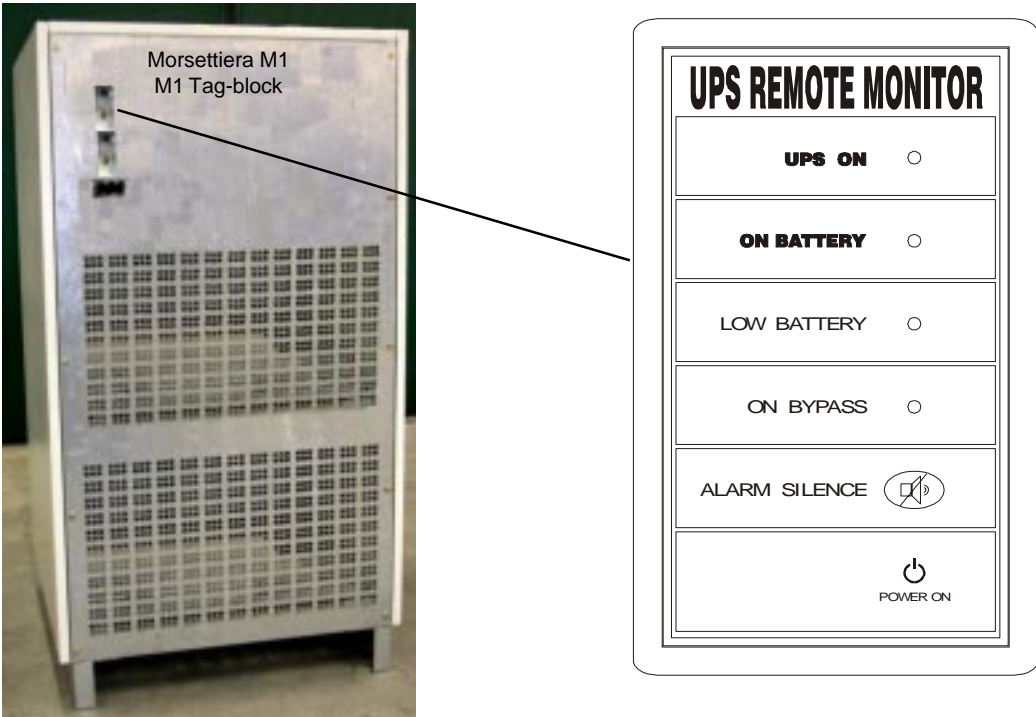 Morsettiera M1
M1 Tag-block
UPS REMOTE MONITOR
UPS ON
ON BATTERY
LOW BATTERY
ON BYPASS
ALARM SILENCE
POWER ON